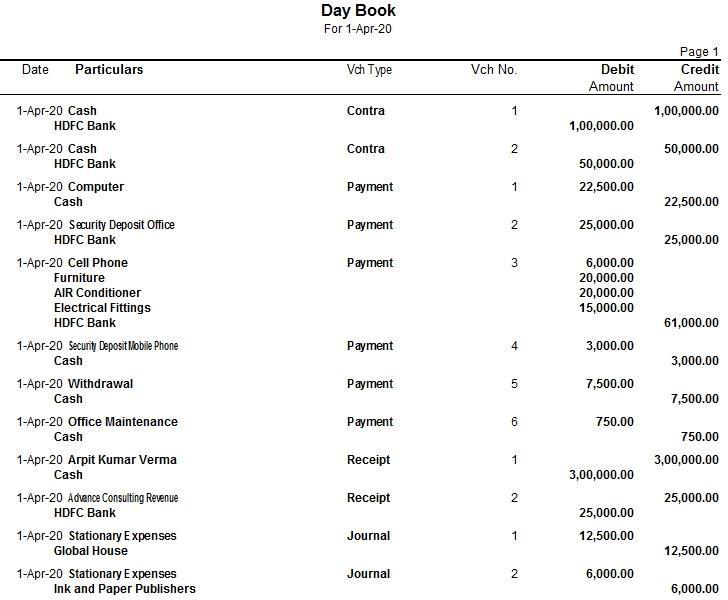 Day Book
For 1-Apr-20
Page 1
Date Particulars Vch Type Vch No. Debit Credit
Amount Amount
1-Apr-20 Cash Contra 1 1,00,000.00
HDFC Bank 1,00,000.00
1-Apr-20 Cash Contra 2 50,000.00
HDFC Bank 50,000.00
1-Apr-20 Computer Payment 1 22,500.00
Cash 22,500.00
1-Apr-20 Security Deposit Office Payment 2 25,000.00
HDFC Bank 25,000.00
1-Apr-20 Cell Phone Payment 3 6,000.00
Furniture 20,000.00
AIR Conditioner 20,000.00
Electrical Fittings 15,000.00
HDFC Bank 61,000.00
1-Apr-20 Security Deposit Mobile Phone Payment 4 3,000.00
Cash 3,000.00
1-Apr-20 Withdrawal Payment 5 7,500.00
Cash 7,500.00
1-Apr-20 Office Maintenance Payment 6 750.00
Cash 750.00
1-Apr-20 Arpit Kumar Verma Receipt 1 3,00,000.00
Cash 3,00,000.00
1-Apr-20 Advance Consulting Revenue Receipt 2 25,000.00
HDFC Bank 25,000.00
1-Apr-20 Stationary Expenses Journal 1 12,500.00
Global House 12,500.00
1-Apr-20 Stationary Expenses Journal 2 6,000.00
Ink and Paper Publishers 6,000.00